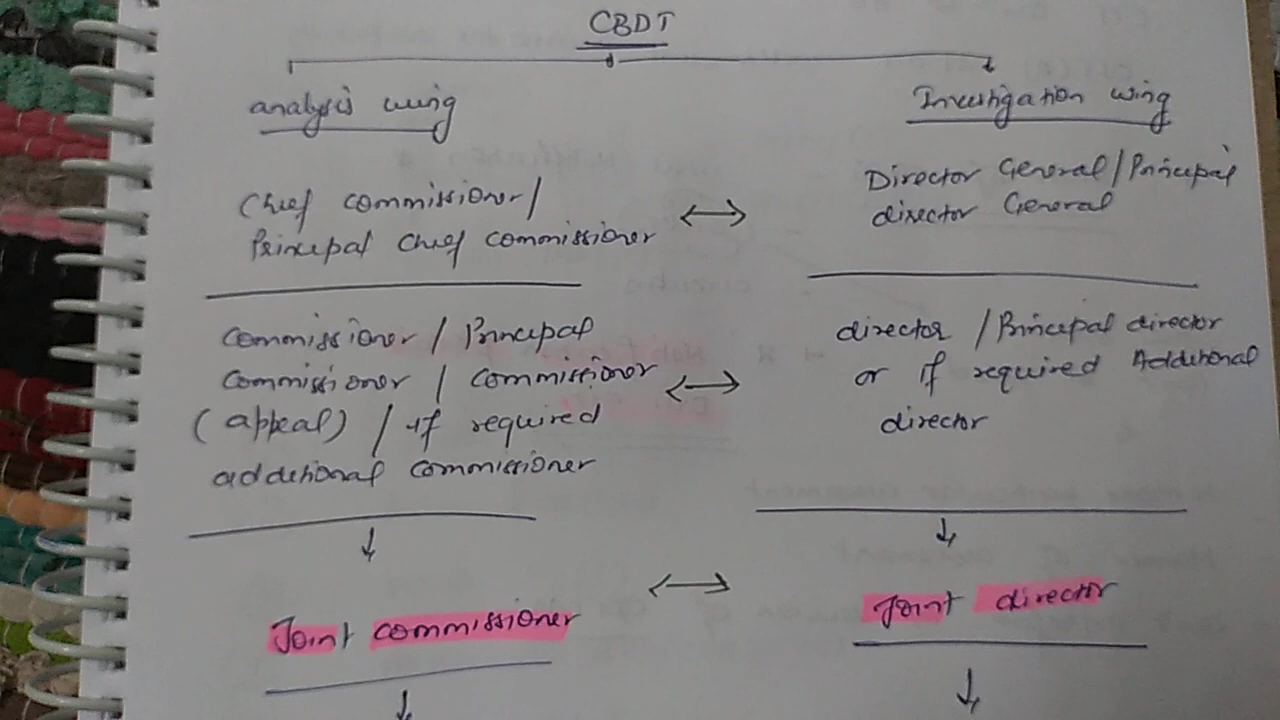 CBDT
analysis wing
Investigation wing
Chief commissioner/
Principal Chief commissioner
Director General/Principal
director General
commissioner / Principal
commissioner / commissioner
(appeal) / if required
additional commissioner
director / Principal director
or if required Additional
director
Joint commissioner
Joint director